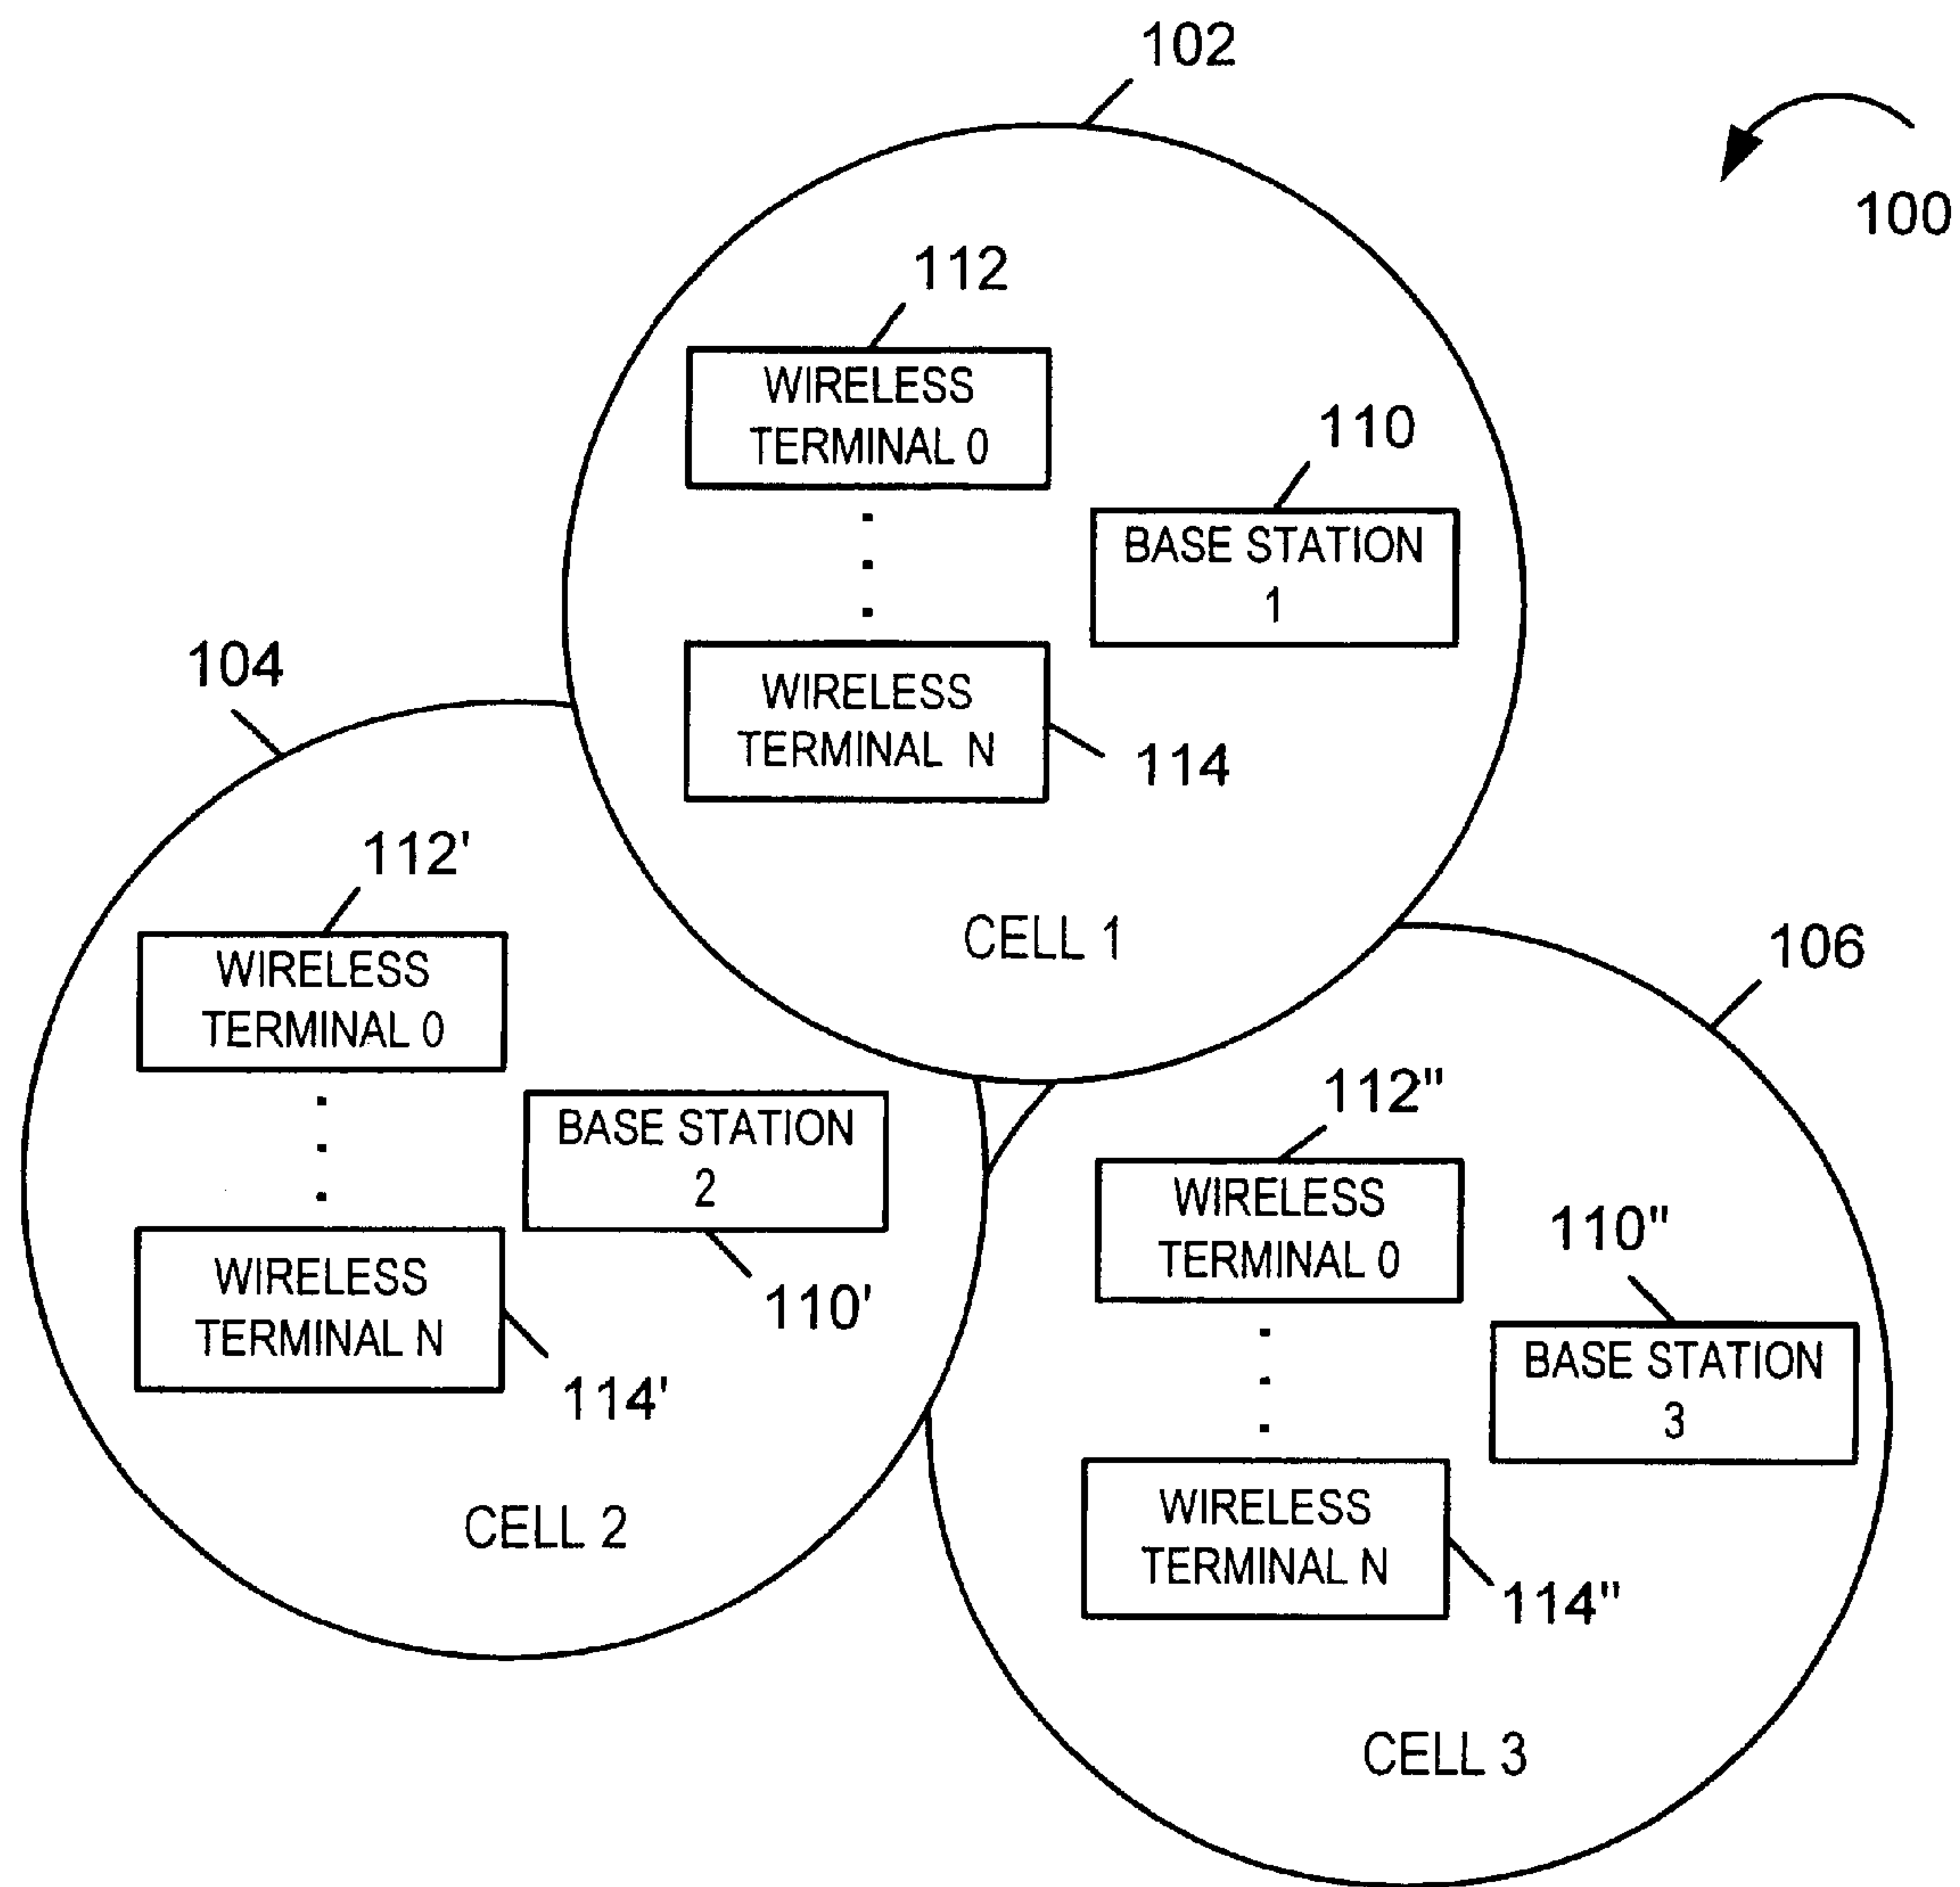 102
100
112
WIRELESS
TERMINAL 0
110
BASE STATION
1
WIRELESS
TERMINAL N
114
CELL 1
104
112'
WIRELESS
TERMINAL 0
BASE STATION
2
110'
WIRELESS
TERMINAL N
114'
CELL 2
106
112"
WIRELESS
TERMINAL 0
110"
BASE STATION
3
WIRELESS
TERMINAL N
114"
CELL 3